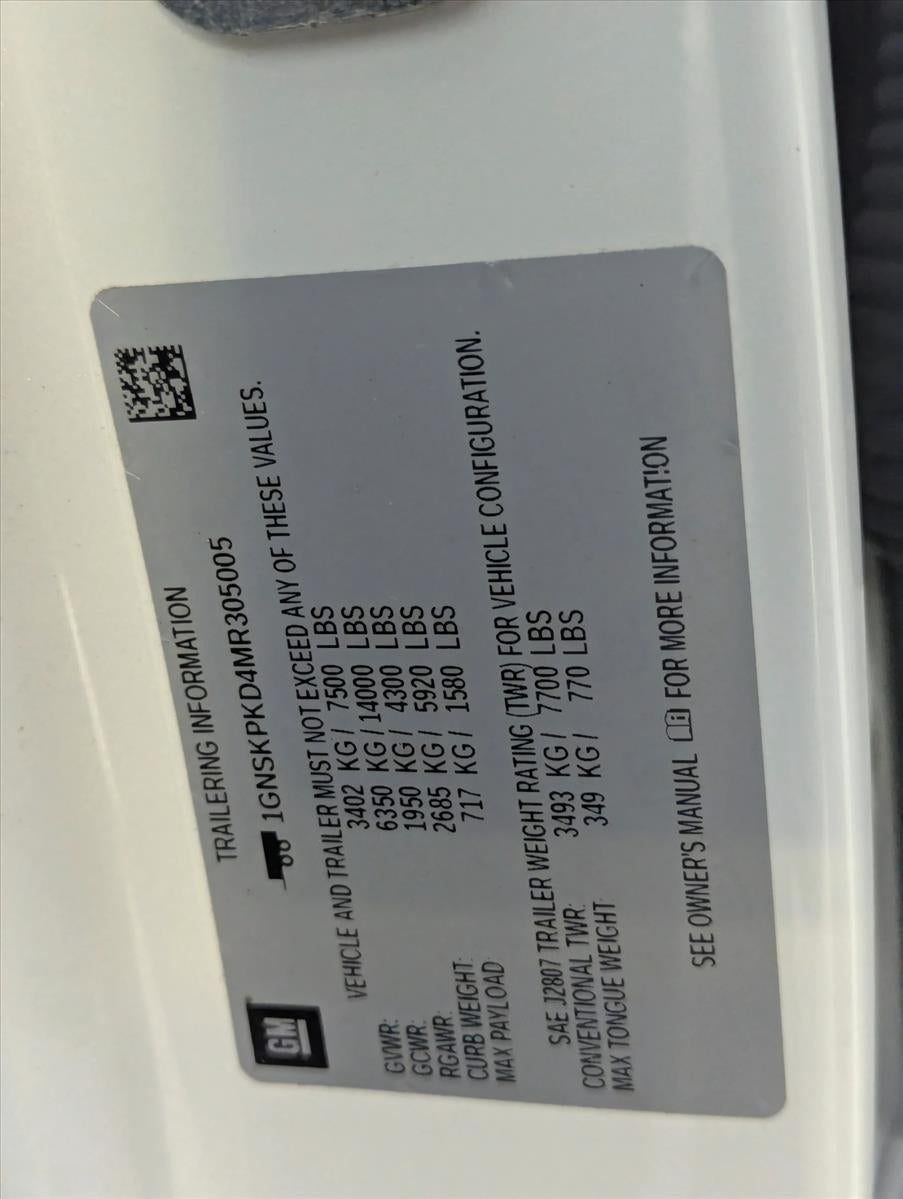 GM
TRAILERING INFORMATION
1GNSKPKD4MR305005
VEHICLE AND TRAILER MUST NOT EXCEED ANY OF THESE VALUES.
GVWR: 3402 KG / 7500 LBS
GCWR: 6350 KG / 14000 LBS
RGAWR: 1950 KG / 4300 LBS
CURB WEIGHT: 2685 KG / 5920 LBS
MAX PAYLOAD: 717 KG / 1580 LBS
SAE J2807 TRAILER WEIGHT RATING (TWR) FOR VEHICLE CONFIGURATION.
CONVENTIONAL TWR: 3493 KG / 7700 LBS
MAX TONGUE WEIGHT: 349 KG / 770 LBS
SEE OWNER'S MANUAL FOR MORE INFORMATION